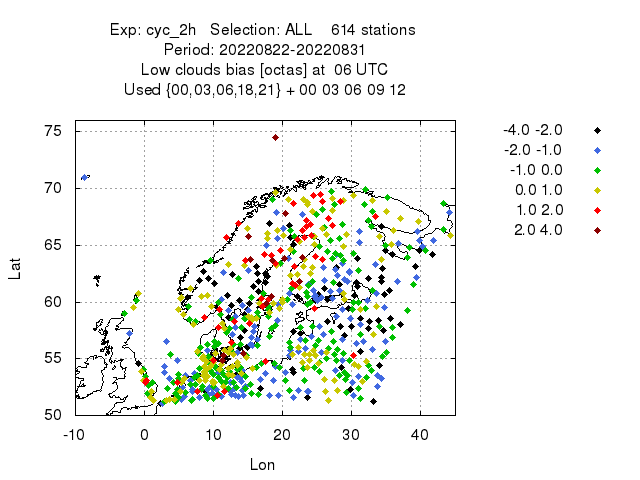 Exp: cyc_2h Selection: ALL 614 stations
Period: 20220822-20220831
Low clouds bias [octas] at 06 UTC
Used {00,03,06,18,21} + 00 03 06 09 12
-4.0 -2.0
-2.0 -1.0
-1.0 0.0
0.0 1.0
1.0 2.0
2.0 4.0
75
70
65
60
55
50
Lat
-10 0 10 20 30 40
Lon